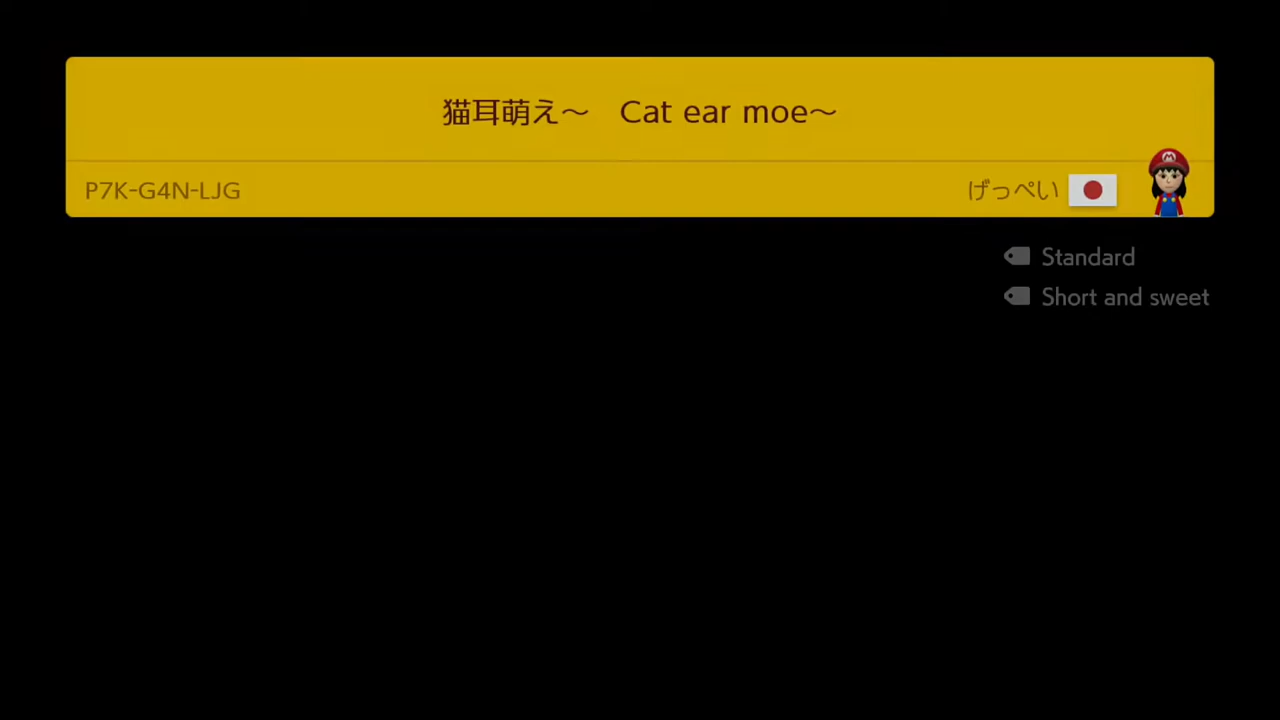 猫耳萌え～　Cat ear moe～
P7K-G4N-LJG
げっぺい
Standard
Short and sweet